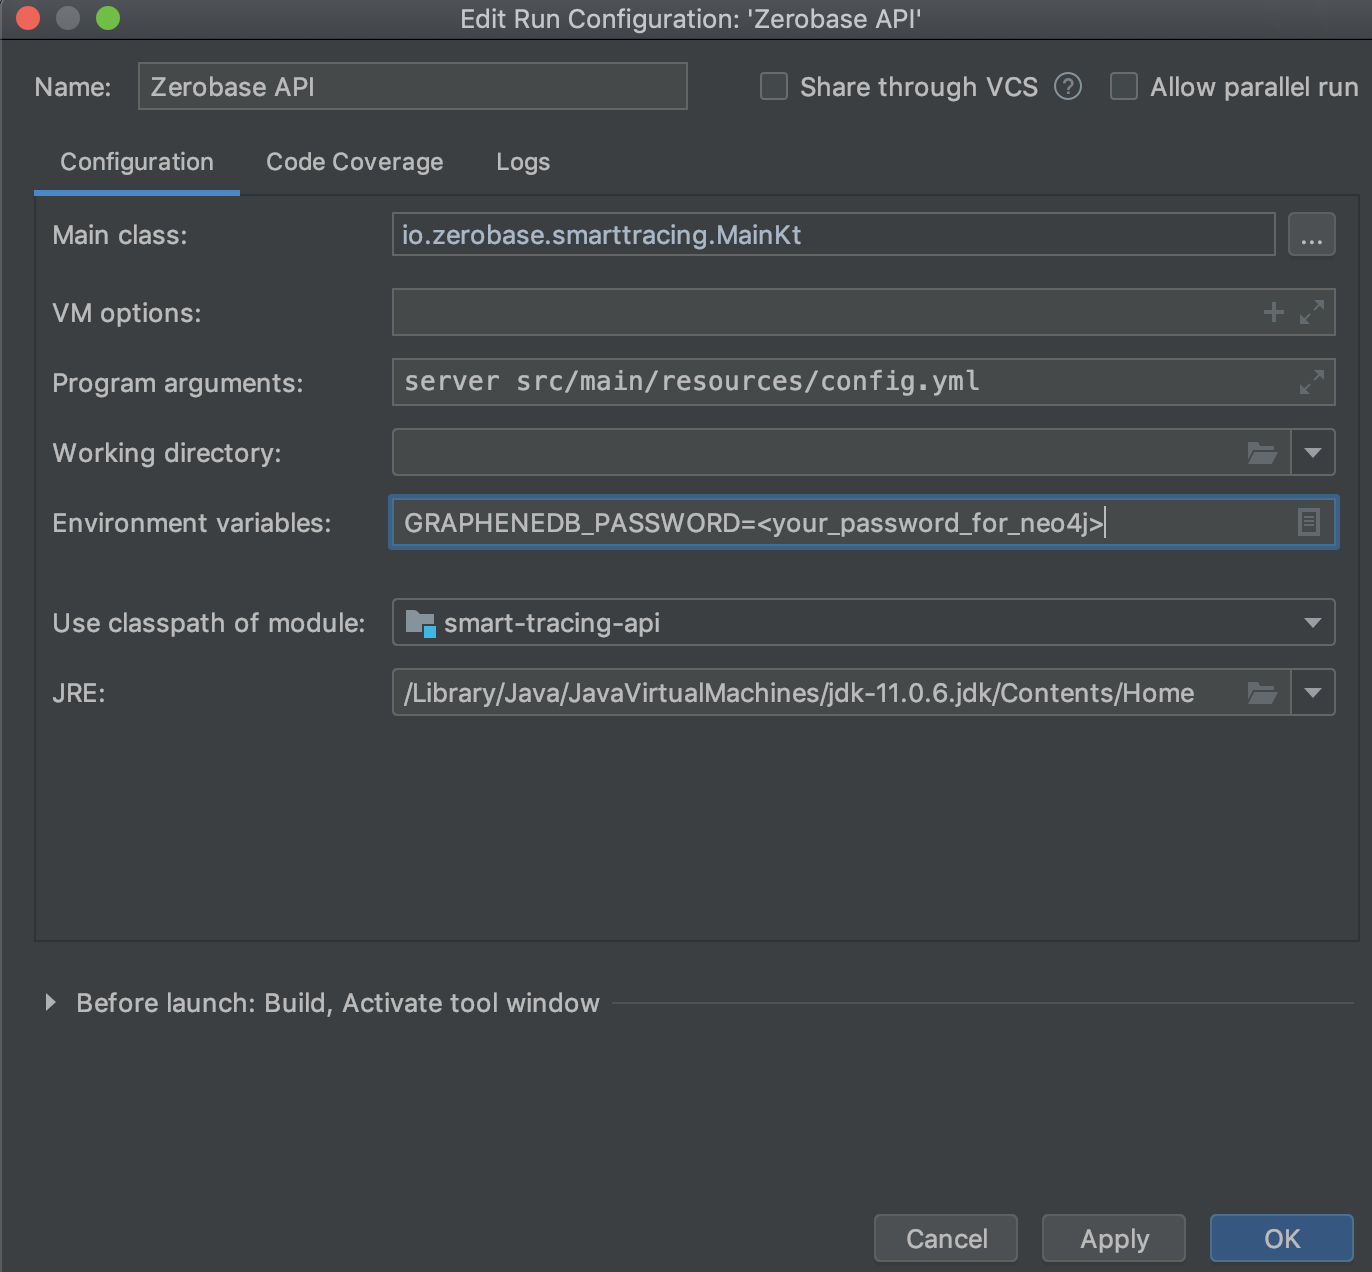 Edit Run Configuration: 'Zerobase API'
Name: Zerobase API Share through VCS ? Allow parallel run
Configuration Code Coverage Logs
Main class: io.zerobase.smarttracing.MainKt ...
VM options:
Program arguments: server src/main/resources/config.yml
Working directory:
Environment variables: GRAPHENEDB_PASSWORD=<your_password_for_neo4j>
Use classpath of module: smart-tracing-api
JRE: /Library/Java/JavaVirtualMachines/jdk-11.0.6.jdk/Contents/Home
Before launch: Build, Activate tool window
Cancel Apply OK